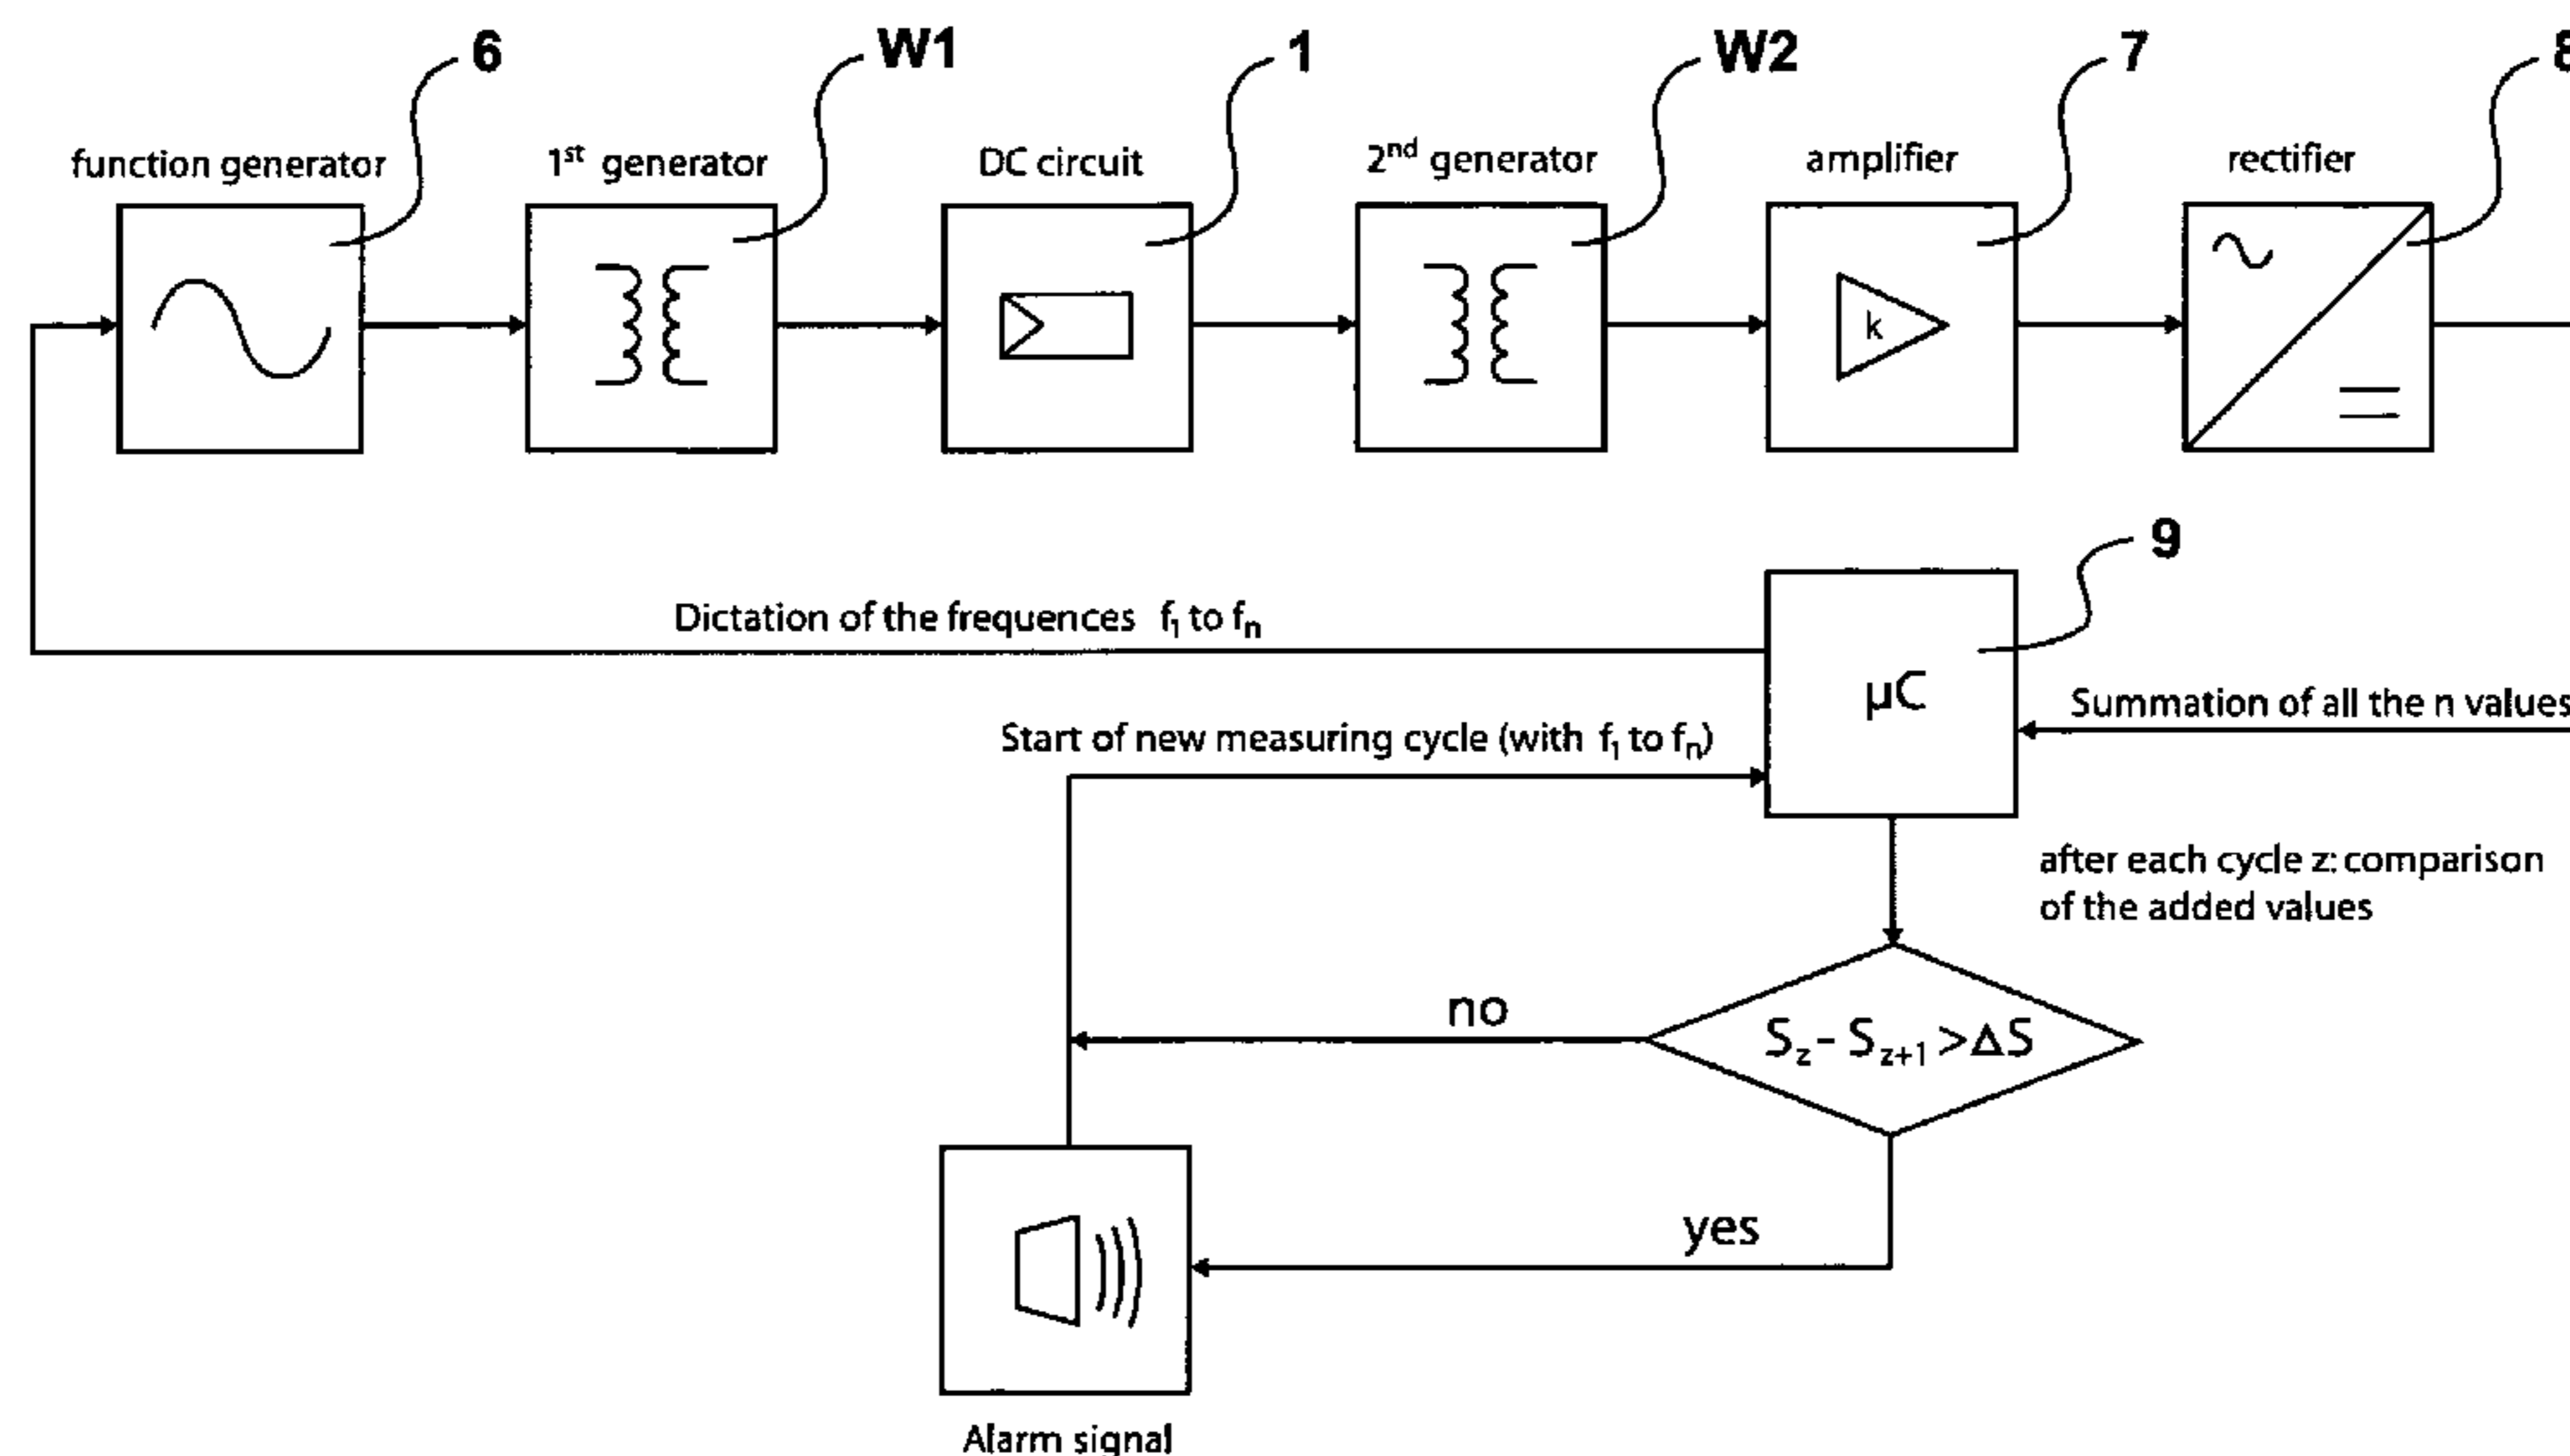 6
W1
1
W2
7
8
function generator
1st generator
DC circuit
2nd generator
amplifier
rectifier
k
9
Dictation of the frequences f1 to fn
µC
Summation of all the n values
Start of new measuring cycle (with f1 to fn)
after each cycle z: comparison
of the added values
no
Sz - Sz+1 > ΔS
yes
Alarm signal